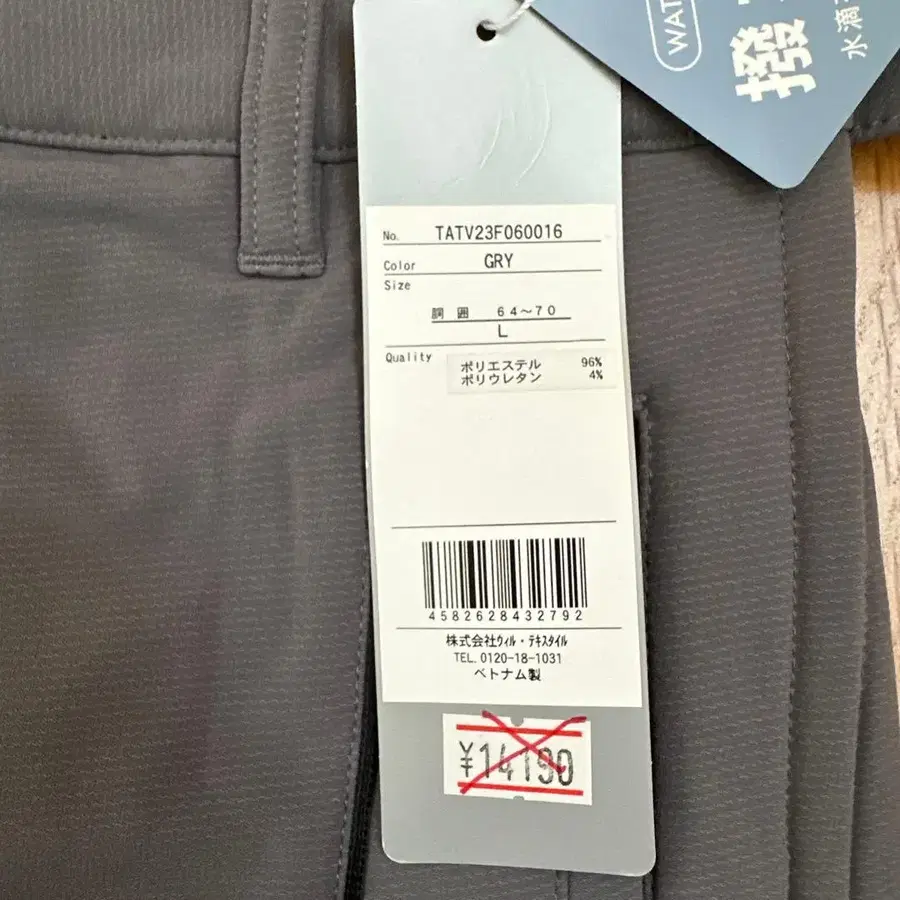 撥
水滴
No. TATV23F060016
Color GRY
Size
胴 囲 64～70
L
Quality ポリエステル 96%
ポリウレタン 4%
4582628432792
株式会社ウィル・テキスタイル
TEL. 0120-18-1031
ベトナム製
¥14190